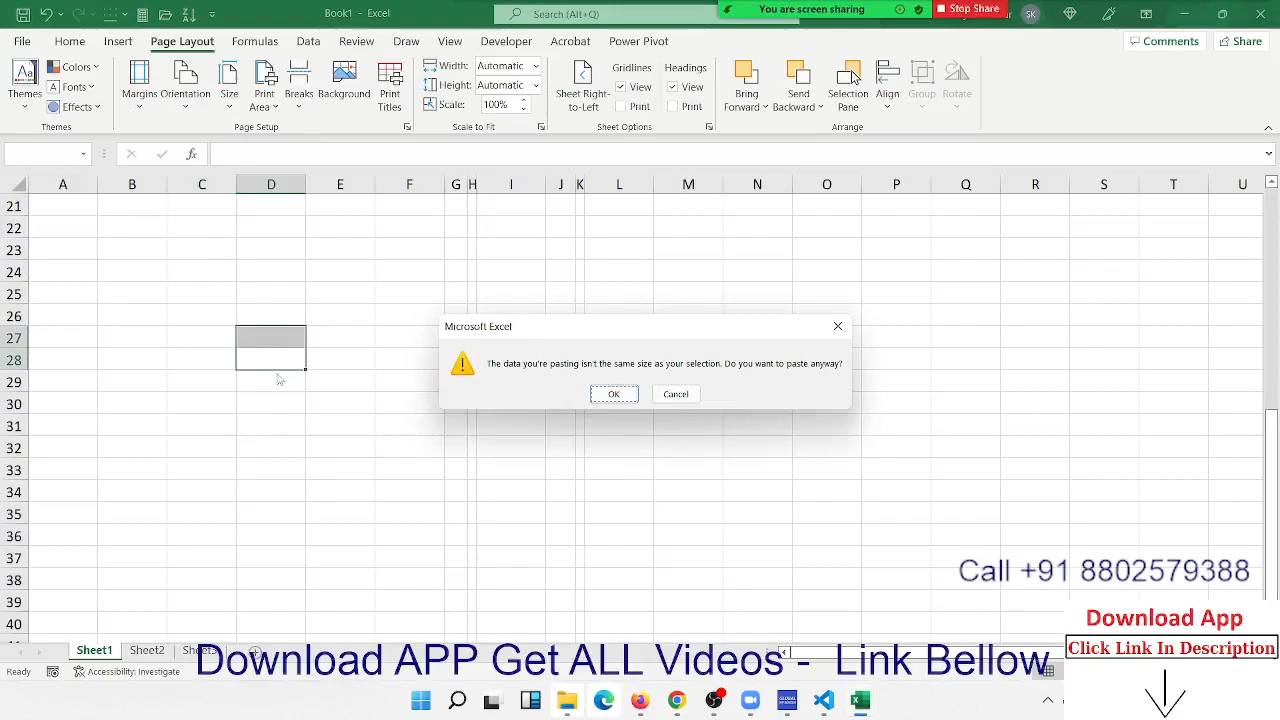 Book1 - Excel
Search (Alt+Q)
You are screen sharing
Stop Share
SK
File Home Insert Page Layout Formulas Data Review View Developer Draw Acrobat Power Pivot
Comments
Share
Themes
Colors
Fonts
Effects
Themes
Margins Orientation Size Print Area Breaks Background Print Titles
Page Setup
Width: Automatic
Height: Automatic
Scale: 100%
Scale to Fit
Sheet Right-to-Left
Gridlines
View
Print
Headings
View
Print
Sheet Options
Bring Forward Send Backward Selection Pane Align Group Rotate
Arrange
fx
A B C D E F G H I J K L M N O P Q R S T U
21
22
23
24
25
26
27
28
29
30
31
32
33
34
35
36
37
38
39
40
Microsoft Excel
The data you're pasting isn't the same size as your selection. Do you want to paste anyway?
OK Cancel
Call +91 8802579388
Download App
Click Link In Description
Sheet1 Sheet2
Download APP Get ALL Videos - Link Bellow
Ready
Accessibility: Investigate